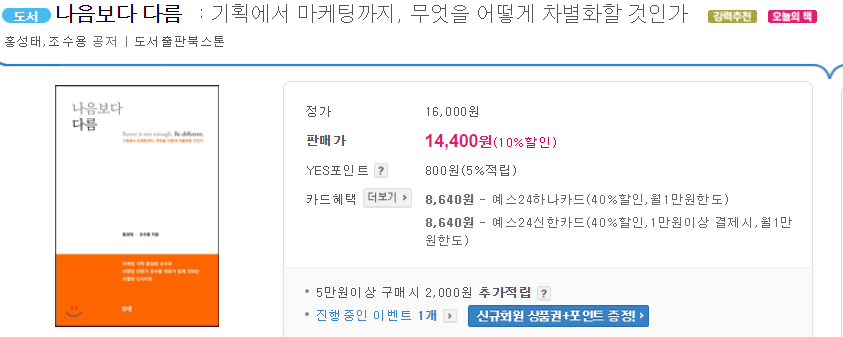 도서 나음보다 다름 : 기획에서 마케팅까지, 무엇을 어떻게 차별화할 것인가 강력추천 오늘의 책
홍성태,조수용 공저 | 도서출판북스톤
나음보다
다름
Better is not enough. Be different.
홍성태 · 조수용 지음
정가 16,000원
판매가 14,400원(10%할인)
YES포인트 ? 800원(5%적립)
카드혜택 더보기 > 8,640원 - 예스24하나카드(40%할인,월1만원한도)
8,640원 - 예스24신한카드(40%할인,1만원이상 결제시,월1만
원한도)
• 5만원이상 구매시 2,000원 추가적립 ?
• 진행중인 이벤트 1개 > 신규회원 상품권+포인트 증정! >